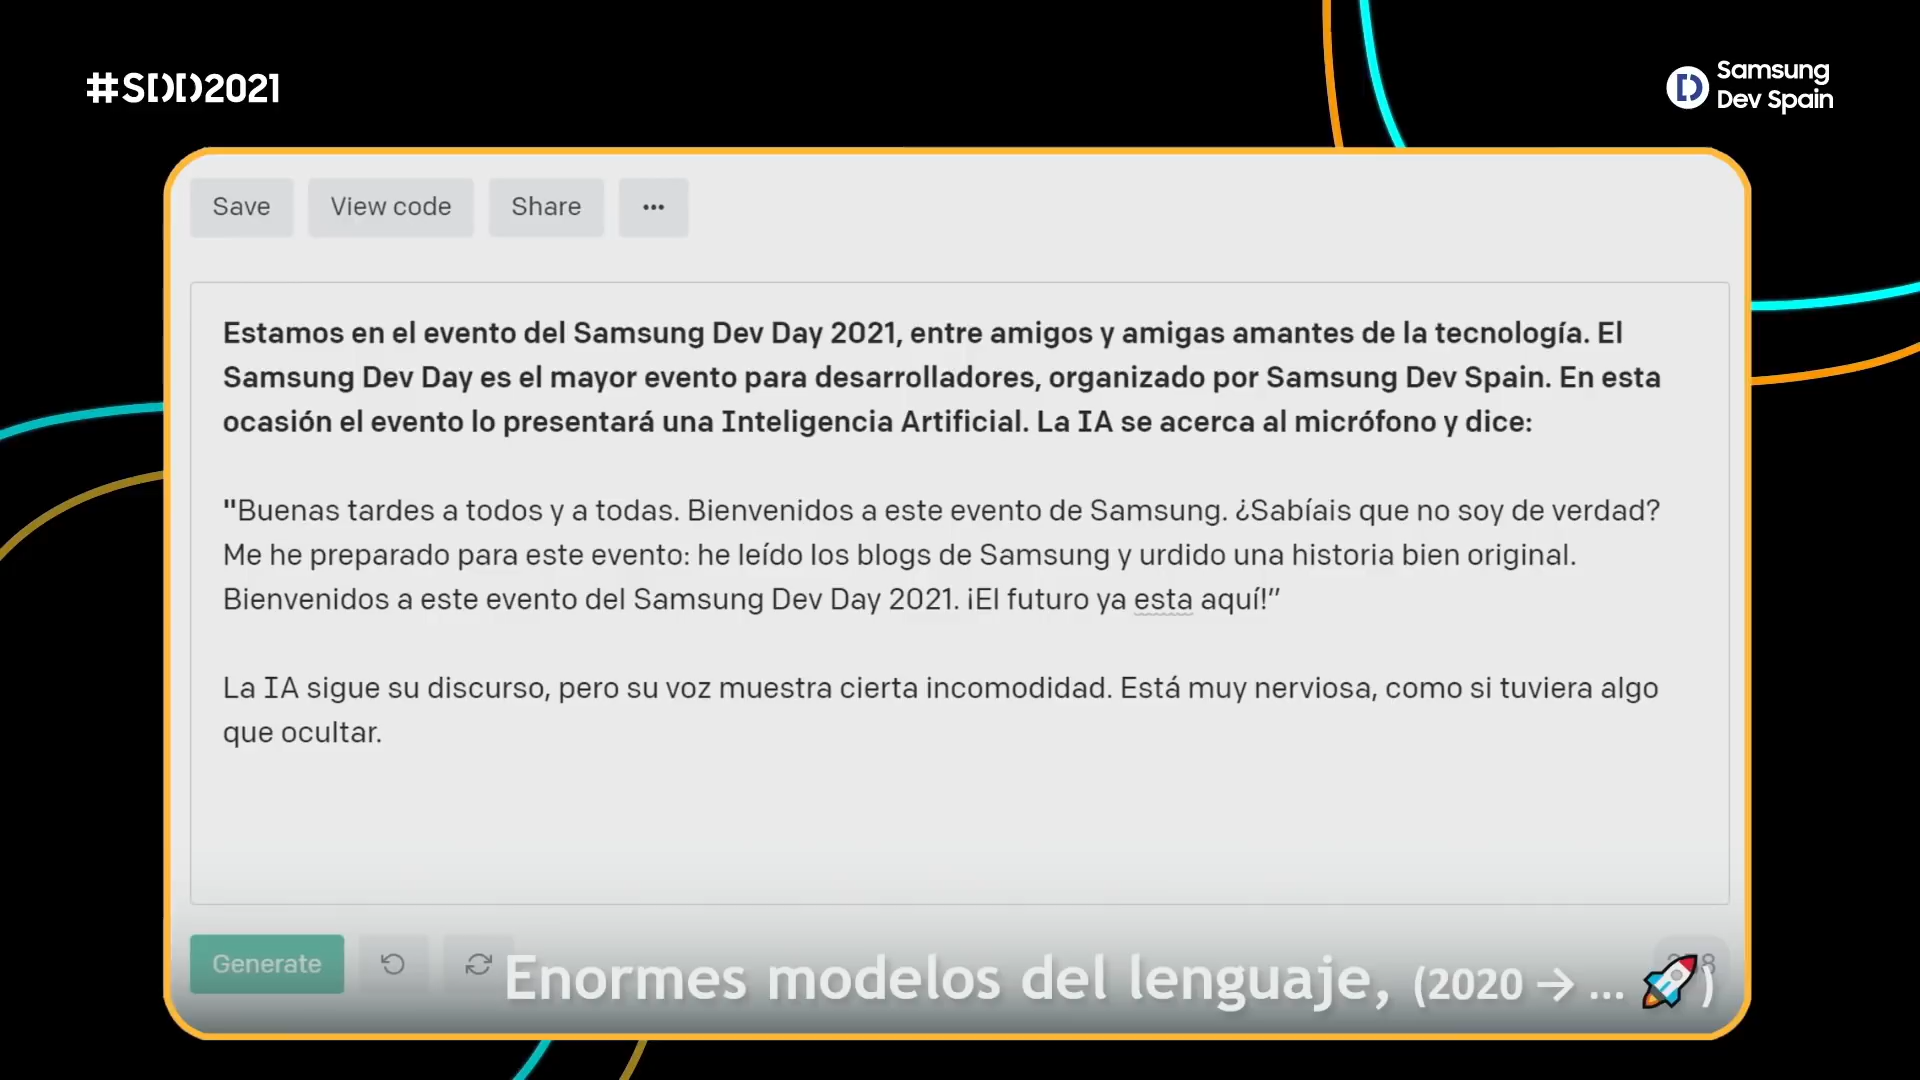 #SDD2021
Samsung
Dev Spain
Save
View code
Share
...
Estamos en el evento del Samsung Dev Day 2021, entre amigos y amigas amantes de la tecnología. El
Samsung Dev Day es el mayor evento para desarrolladores, organizado por Samsung Dev Spain. En esta
ocasión el evento lo presentará una Inteligencia Artificial. La IA se acerca al micrófono y dice:
"Buenas tardes a todos y a todas. Bienvenidos a este evento de Samsung. ¿Sabíais que no soy de verdad?
Me he preparado para este evento: he leído los blogs de Samsung y urdido una historia bien original.
Bienvenidos a este evento del Samsung Dev Day 2021. ¡El futuro ya esta aquí!”
La IA sigue su discurso, pero su voz muestra cierta incomodidad. Está muy nerviosa, como si tuviera algo
que ocultar.
Generate
Enormes modelos del lenguaje, (2020 → ... 🚀)